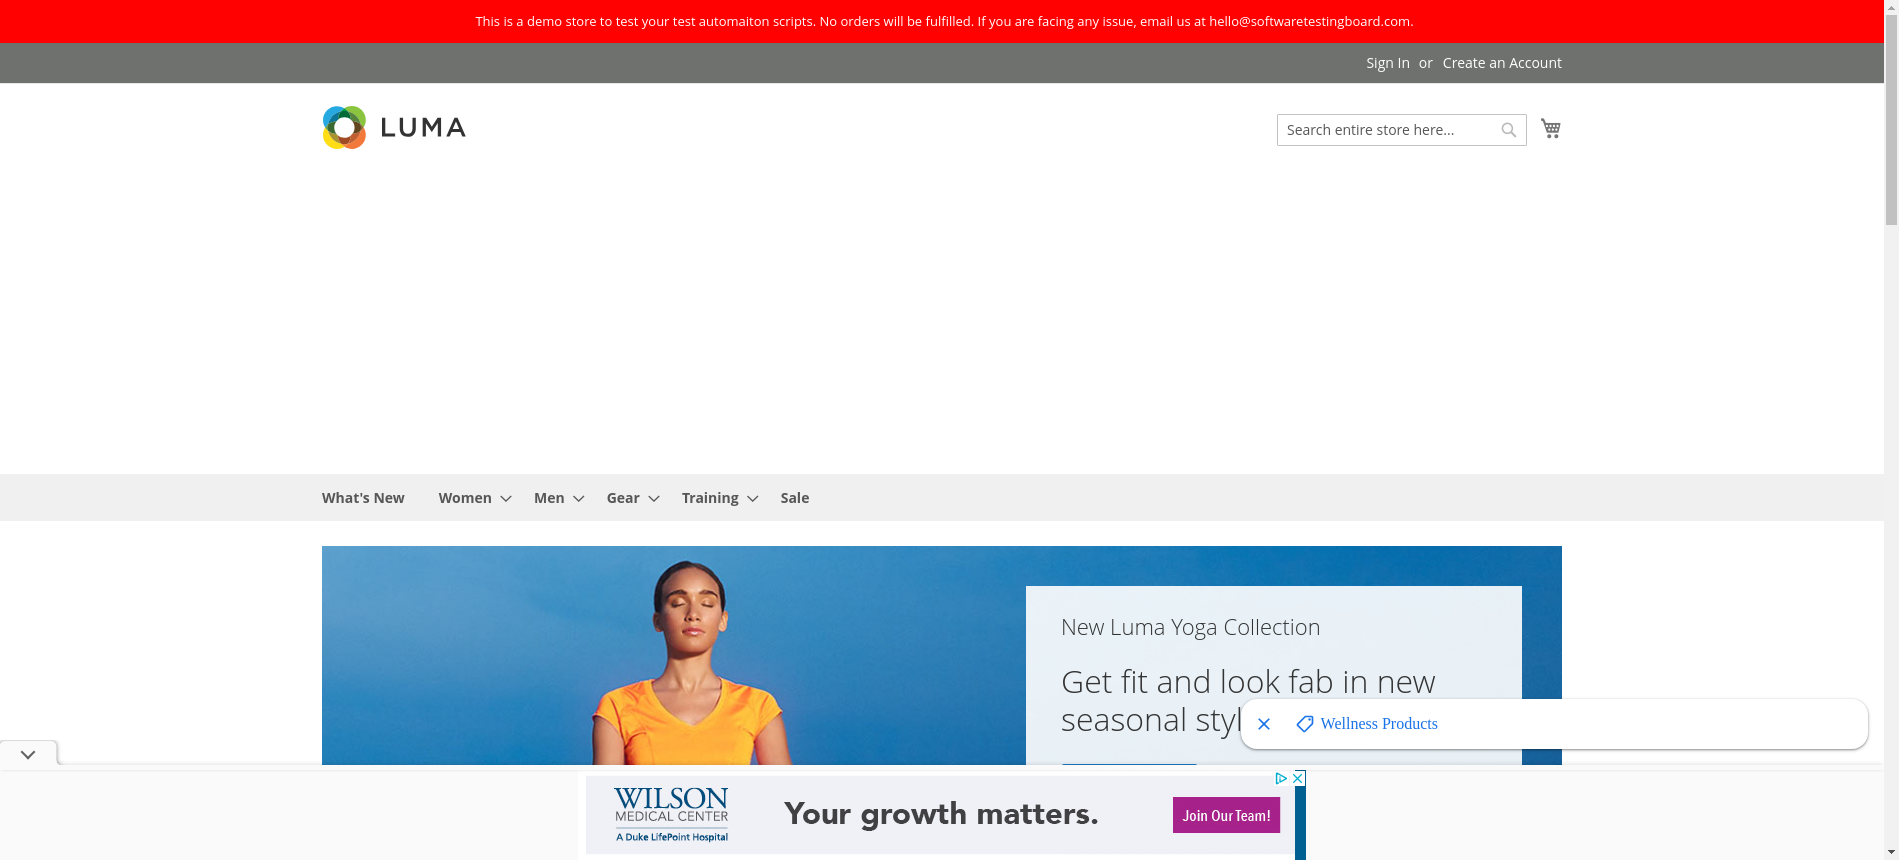 This is a demo store to test your test automaiton scripts. No orders will be fulfilled. If you are facing any issue, email us at hello@softwaretestingboard.com.
Sign In or Create an Account
LUMA
Search entire store here...
What's New Women Men Gear Training Sale
New Luma Yoga Collection
Get fit and look fab in new
seasonal styl
Wellness Products
WILSON
MEDICAL CENTER
A Duke LifePoint Hospital
Your growth matters.
Join Our Team!